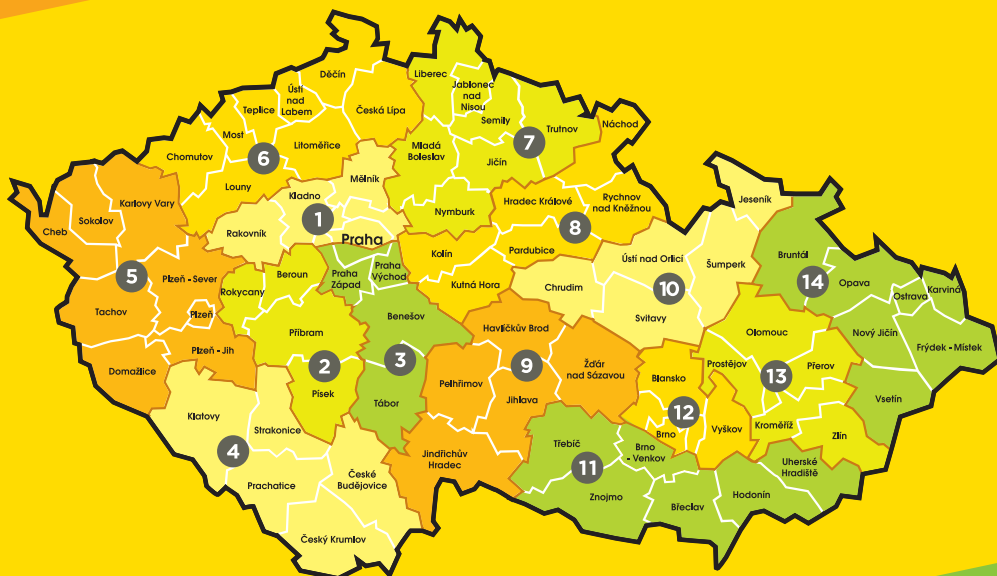 Děčín
Liberec
Ústí
nad
Labem
Jablonec
nad
Nisou
Teplice
Česká Lípa
Semily
Trutnov
Náchod
Most
Litoměřice
Mladá
Boleslav
7
Chomutov
6
Jičín
Louny
Mělník
Kladno
Karlovy Vary
Sokolov
Cheb
Rakovník
1
Praha
Nymburk
Hradec Králové
Rychnov
nad Kněžnou
8
Pardubice
Jeseník
Kolín
Kutná Hora
Chrudim
Ústí nad Orlicí
Šumperk
10
Svitavy
Bruntál
14
Opava
Ostrava
Karviná
5
Plzeň - Sever
Rokycany
Beroun
Praha
Západ
Praha
Východ
Tachov
Plzeň
Plzeň - Jih
Domažlice
Příbram
2
Písek
Benešov
3
Tábor
Havlíčkův Brod
9
Pelhřimov
Jihlava
Žďár
nad Sázavou
Olomouc
Nový Jičín
Frýdek - Místek
Prostějov
13
Přerov
Vsetín
Blansko
12
Brno
Vyškov
Kroměříž
Zlín
Klatovy
Strakonice
4
Prachatice
České
Budějovice
Český Krumlov
Jindřichův
Hradec
Třebíč
11
Brno
- Venkov
Znojmo
Břeclav
Hodonín
Uherské
Hradiště